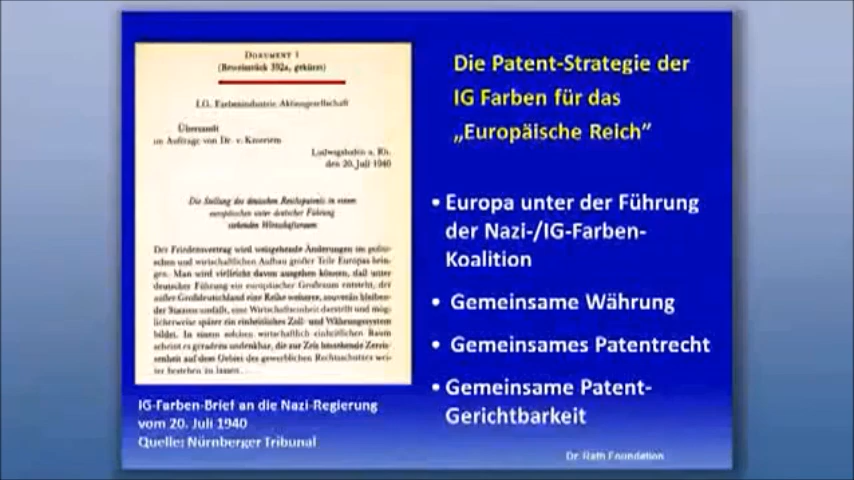 DOKUMENT 1
(Beweisstück 392a, gekürzt)
I.G. Farbenindustrie Aktiengesellschaft
Übersandt
im Auftrage von Dr. v. Knieriem
Ludwigshafen a. Rh.
den 20. Juli 1940
Die Stellung des deutschen Reichspatents in einem
europäischen unter deutscher Führung
stehenden Wirtschaftsraum
Der Friedensvertrag wird weitgehende Änderungen im politi-
schen und wirtschaftlichen Aufbau großer Teile Europas brin-
gen. Man wird vielleicht davon ausgehen können, daß unter
deutscher Führung ein europäischer Großraum entsteht, der
außer Großdeutschland eine Reihe weiterer, souverän bleiben-
der Staaten umfaßt, eine Wirtschaftseinheit darstellt und mög-
licherweise später ein einheitliches Zoll- und Währungssystem
bildet. In einem solchen wirtschaftlich einheitlichen Raum
scheint es geradezu undenkbar, die zur Zeit bestehende Zerris-
senheit auf dem Gebiet des gewerblichen Rechtsschutzes wei-
ter bestehen zu lassen. ...
IG-Farben-Brief an die Nazi-Regierung
vom 20. Juli 1940
Quelle: Nürnberger Tribunal
Die Patent-Strategie der
IG Farben für das
„Europäische Reich"
• Europa unter der Führung
der Nazi-/IG-Farben-
Koalition
• Gemeinsame Währung
• Gemeinsames Patentrecht
• Gemeinsame Patent-
Gerichtbarkeit
Dr. Rath Foundation